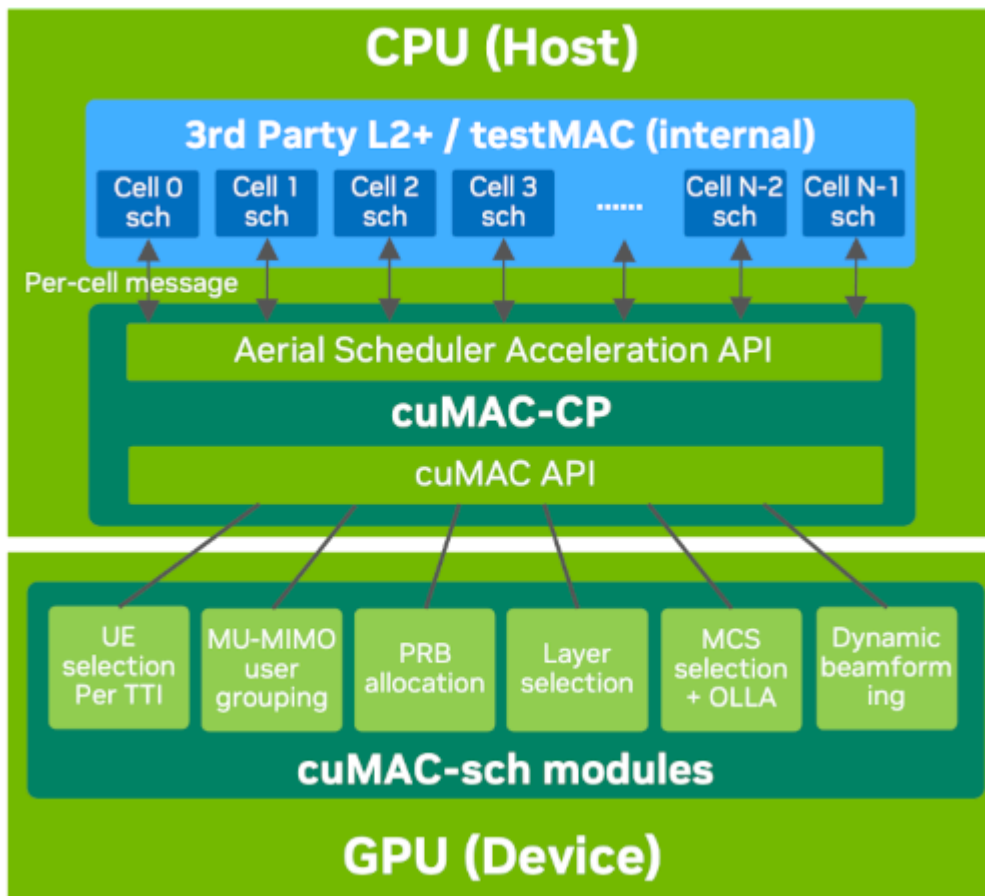 CPU (Host)
3rd Party L2+ / testMAC (internal)
Cell 0 Cell 1 Cell 2 Cell 3 ...... Cell N-2 Cell N-1
sch sch sch sch sch sch
Per-cell message
Aerial Scheduler Acceleration API
cuMAC-CP
cuMAC API
UE
selection
Per TTI
MU-MIMO
user
grouping
PRB
allocation
Layer
selection
MCS
selection
+ OLLA
Dynamic
beamform
ing
cuMAC-sch modules
GPU (Device)